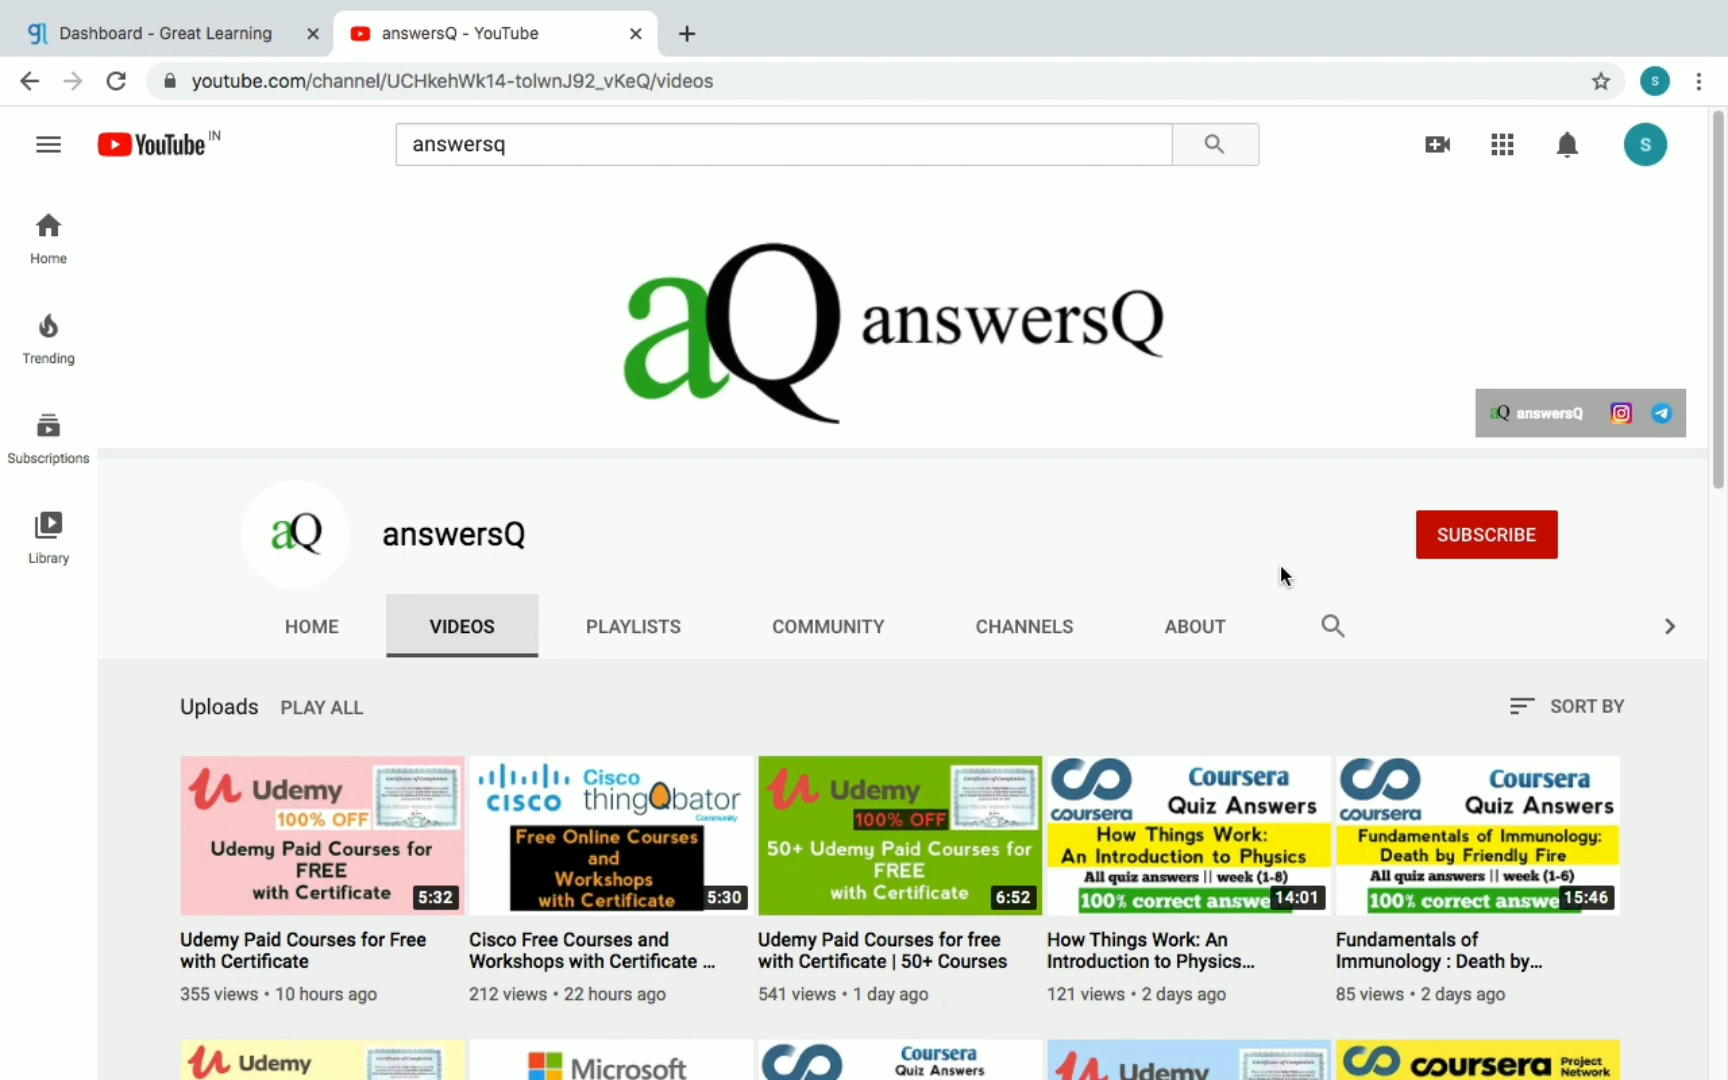 Dashboard - Great Learning
answersQ - YouTube
youtube.com/channel/UCHkehWk14-tolwnJ92_vKeQ/videos
S
YouTube IN
answersq
S
Home
Trending
Subscriptions
Library
aQ answersQ
aQ answersQ
aQ
answersQ
SUBSCRIBE
HOME
VIDEOS
PLAYLISTS
COMMUNITY
CHANNELS
ABOUT
Uploads
PLAY ALL
SORT BY
Udemy
100% OFF
Udemy Paid Courses for
FREE
with Certificate
5:32
Udemy Paid Courses for Free
with Certificate
355 views • 10 hours ago
CISCO
Cisco
thingQbator
Community
Free Online Courses
and
Workshops
with Certificate
5:30
Cisco Free Courses and
Workshops with Certificate ...
212 views • 22 hours ago
Udemy
100% OFF
50+ Udemy Paid Courses for
FREE
with Certificate
6:52
Udemy Paid Courses for free
with Certificate | 50+ Courses
541 views • 1 day ago
coursera
Coursera
Quiz Answers
How Things Work:
An Introduction to Physics
All quiz answers || week (1-8)
100% correct answe
14:01
How Things Work: An
Introduction to Physics...
121 views • 2 days ago
coursera
Coursera
Quiz Answers
Fundamentals of Immunology:
Death by Friendly Fire
All quiz answers || week (1-6)
100% correct answe
15:46
Fundamentals of
Immunology : Death by...
85 views • 2 days ago
Udemy
Microsoft
Coursera
Quiz Answers
Udemy
coursera
Project
Network